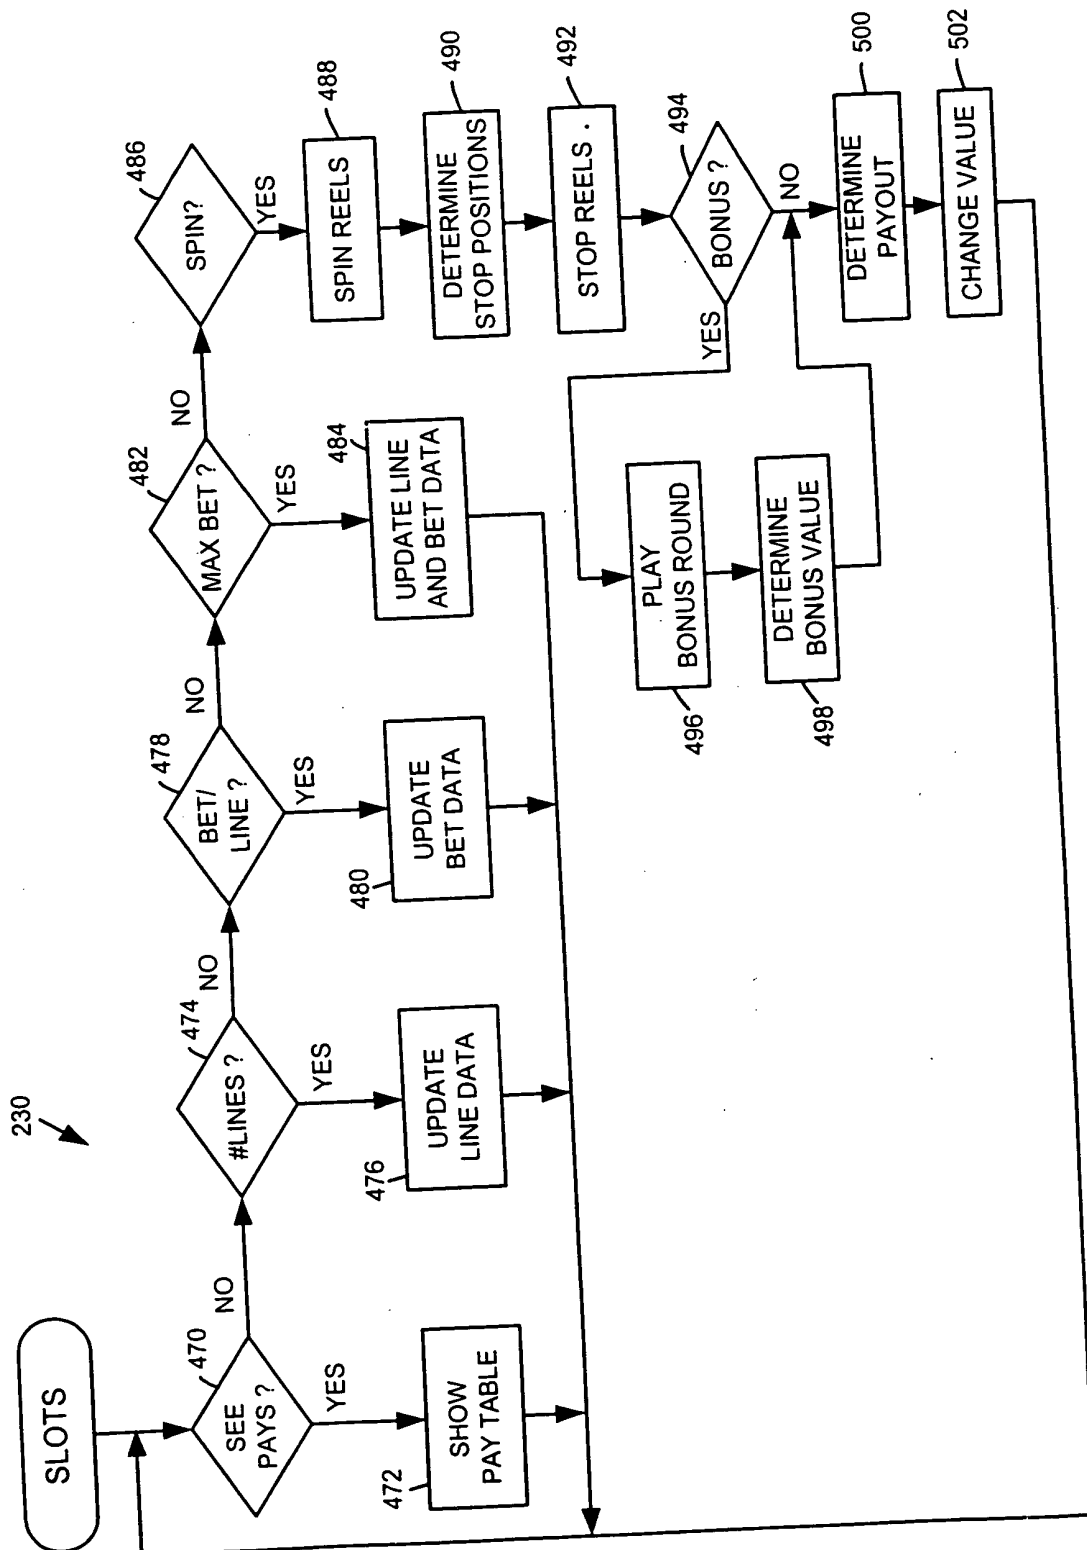 230
SLOTS
470
SEE
PAYS ?
NO
YES
472
SHOW
PAY TABLE
474
#LINES ?
NO
YES
476
UPDATE
LINE DATA
478
BET/
LINE ?
NO
YES
480
UPDATE
BET DATA
482
MAX BET ?
NO
YES
484
UPDATE LINE
AND BET DATA
486
SPIN?
YES
488
SPIN REELS
490
DETERMINE
STOP POSITIONS
492
STOP REELS .
494
BONUS ?
YES
NO
496
PLAY
BONUS ROUND
498
DETERMINE
BONUS VALUE
500
DETERMINE
PAYOUT
502
CHANGE VALUE